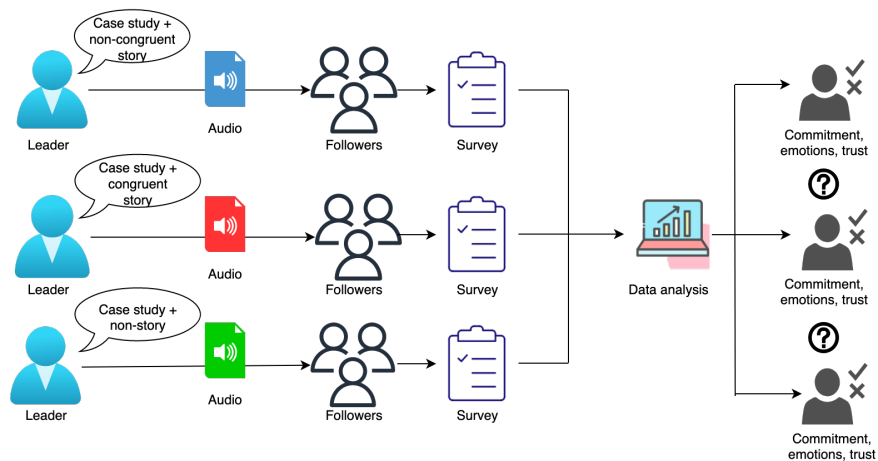 Case study +
non-congruent
story
Leader
Audio
Followers
Survey
Case study +
congruent
story
Leader
Audio
Followers
Survey
Case study +
non-story
Leader
Audio
Followers
Survey
Data analysis
Commitment,
emotions, trust
?
Commitment,
emotions, trust
?
Commitment,
emotions, trust